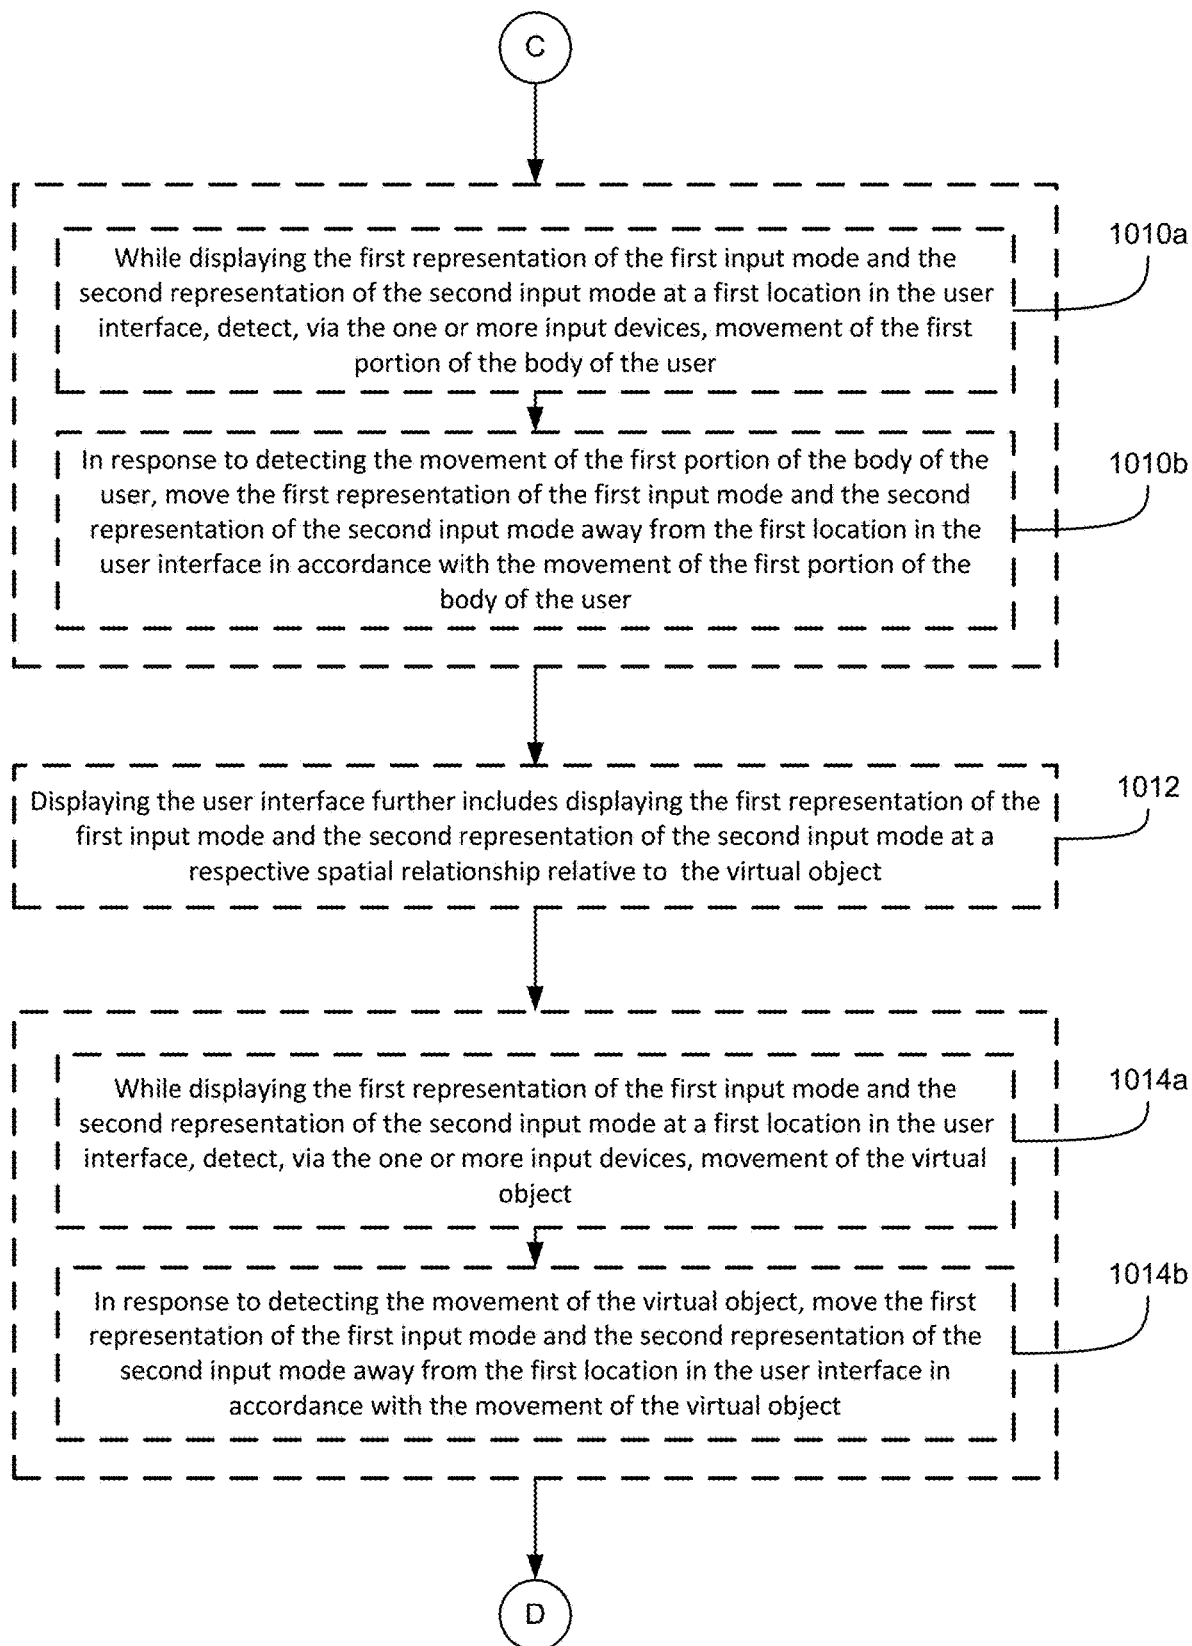 C
1010a
While displaying the first representation of the first input mode and the
second representation of the second input mode at a first location in the user
interface, detect, via the one or more input devices, movement of the first
portion of the body of the user
1010b
In response to detecting the movement of the first portion of the body of the
user, move the first representation of the first input mode and the second
representation of the second input mode away from the first location in the
user interface in accordance with the movement of the first portion of the
body of the user
1012
Displaying the user interface further includes displaying the first representation of the
first input mode and the second representation of the second input mode at a
respective spatial relationship relative to the virtual object
1014a
While displaying the first representation of the first input mode and the
second representation of the second input mode at a first location in the user
interface, detect, via the one or more input devices, movement of the virtual
object
1014b
In response to detecting the movement of the virtual object, move the first
representation of the first input mode and the second representation of the
second input mode away from the first location in the user interface in
accordance with the movement of the virtual object
D